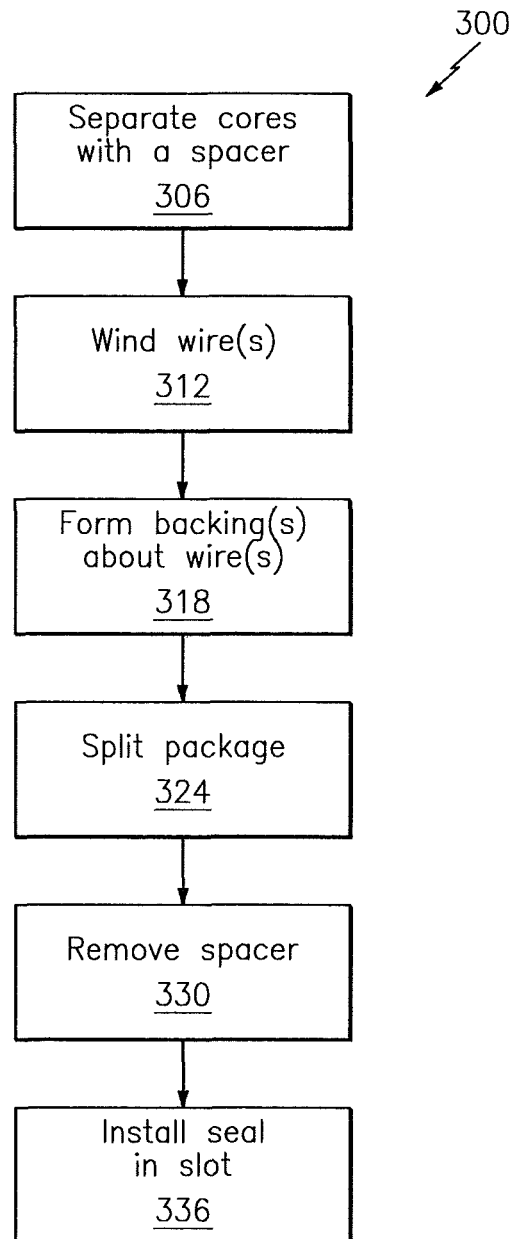 300
Separate cores
with a spacer
306
Wind wire(s)
312
Form backing(s)
about wire(s)
318
Split package
324
Remove spacer
330
Install seal
in slot
336